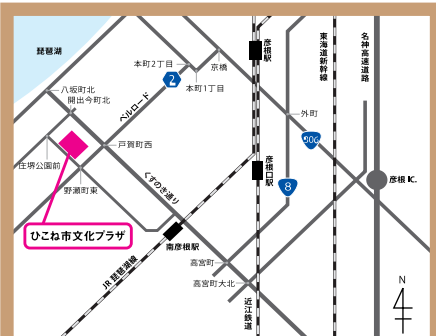 琵琶湖
八坂町北
開出今町北
本町2丁目
京橋
本町1丁目
2
ベルロード
戸賀町西
庄堺公園前
野瀬町東
ひこね市文化プラザ
くすのき通り
彦根駅
東海道新幹線
名神高速道路
外町
306
彦根口駅
8
彦根IC.
南彦根駅
JR琵琶湖線
高宮町
高宮町大北
近江鉄道
N